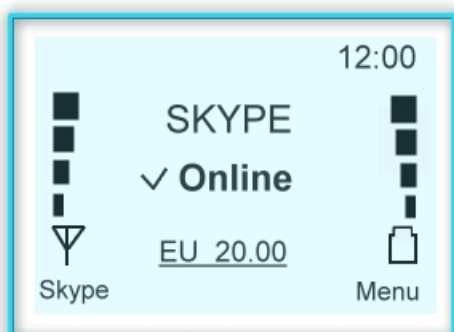 12:00
SKYPE
✓ Online
EU 20.00
Skype Menu